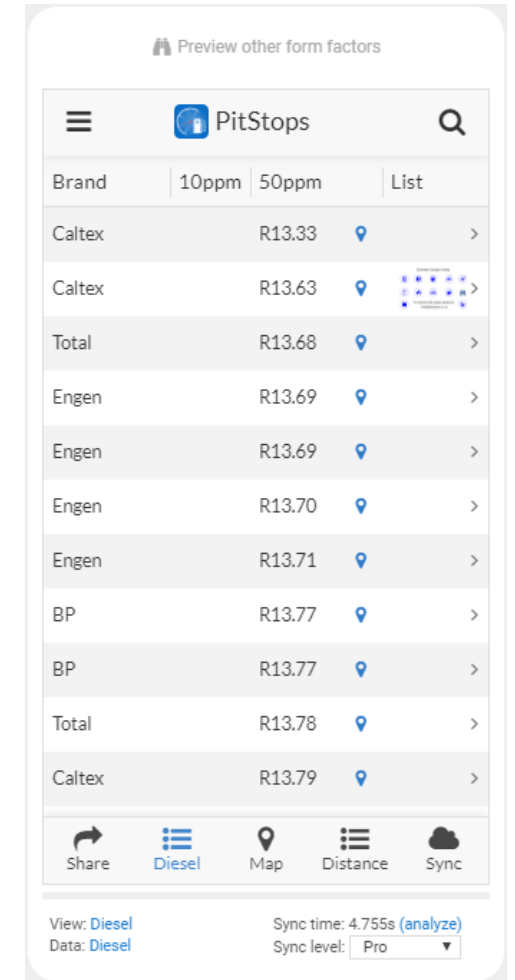 Preview other form factors
PitStops
Brand 10ppm 50ppm List
Caltex R13.33
Caltex R13.63
Total R13.68
Engen R13.69
Engen R13.69
Engen R13.70
Engen R13.71
BP R13.77
BP R13.77
Total R13.78
Caltex R13.79
Share Diesel Map Distance Sync
View: Diesel Sync time: 4.755s (analyze)
Data: Diesel Sync level: Pro